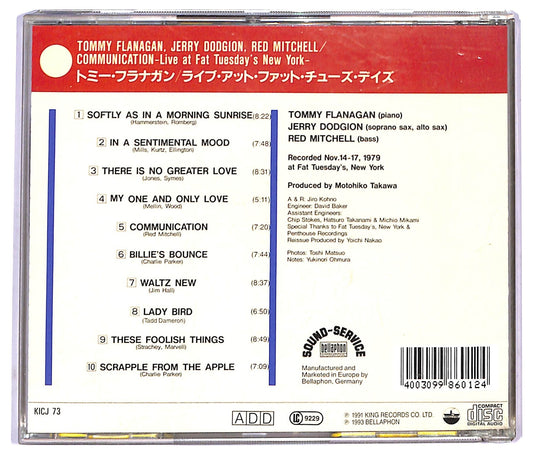 TOMMY FLANAGAN, JERRY DODGION, RED MITCHELL/
COMMUNICATION-Live at Fat Tuesday's New York-
トミー・フラナガン/ライブ・アット・ファット・チューズ・デイズ
1 SOFTLY AS IN A MORNING SUNRISE (8:22)
(Hammerstein, Romberg)
2 IN A SENTIMENTAL MOOD (7:48)
(Mills, Kurtz, Ellington)
3 THERE IS NO GREATER LOVE (8:31)
(Jones, Symes)
4 MY ONE AND ONLY LOVE (5:11)
(Mellin, Wood)
5 COMMUNICATION (7:20)
(Red Mitchell)
6 BILLIE'S BOUNCE (7:44)
(Charlie Parker)
7 WALTZ NEW (8:37)
(Jim Hall)
8 LADY BIRD (6:50)
(Tadd Dameron)
9 THESE FOOLISH THINGS (8:49)
(Strachey, Marvell)
10 SCRAPPLE FROM THE APPLE (7:09)
(Charlie Parker)
TOMMY FLANAGAN (piano)
JERRY DODGION (soprano sax, alto sax)
RED MITCHELL (bass)
Recorded Nov.14-17, 1979
at Fat Tuesday's, New York
Produced by Motohiko Takawa
A & R: Jiro Kohno
Engineer: David Baker
Assistant Engineers:
Chip Stokes, Hatsuro Takanami & Michio Mikami
Special Thanks to Fat Tuesday's, New York &
Penthouse Recordings
Reissue Produced by Yoichi Nakao
Photos: Toshi Matsuo
Notes: Yukinori Ohmura
SOUND-SERVICE
bellaphon
Manufactured and
Marketed in Europe by
Bellaphon, Germany
4003099 860124
KICJ 73
ADD
LC 9229
℗ 1991 KING RECORDS CO. LTD.
℗ 1993 BELLAPHON
COMPACT
disc
DIGITAL AUDIO